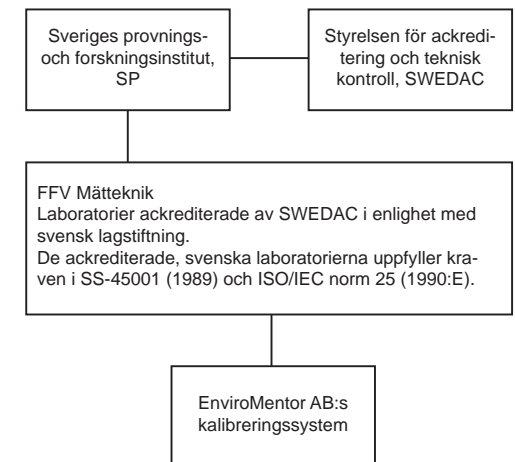 Sveriges provnings-
och forskningsinstitut,
SP
Styrelsen för ackredi-
tering och teknisk
kontroll, SWEDAC
FFV Mätteknik
Laboratorier ackrediterade av SWEDAC i enlighet med
svensk lagstiftning.
De ackrediterade, svenska laboratorierna uppfyller kra-
ven i SS-45001 (1989) och ISO/IEC norm 25 (1990:E).
EnviroMentor AB:s
kalibreringssystem